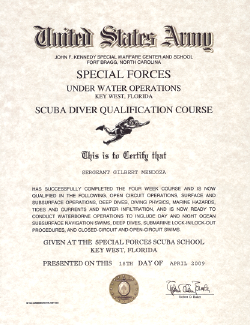 United States Army
JOHN F. KENNEDY SPECIAL WARFARE CENTER AND SCHOOL
FORT BRAGG, NORTH CAROLINA
SPECIAL FORCES
UNDER WATER OPERATIONS
KEY WEST, FLORIDA
SCUBA DIVER QUALIFICATION COURSE
This is to Certify that
SERGEANT GILBERT MENDOZA
HAS SUCCESSFULLY COMPLETED THE FOUR WEEK COURSE AND IS NOW
QUALIFIED IN THE FOLLOWING, OPEN CIRCUIT OPERATIONS, SURFACE AND
SUBSURFACE OPERATIONS, DEEP DIVES, DIVING PHYSICS, MARINE HAZARDS,
TIDES AND CURRENTS AND WATER INFILTRATION, AND IS NOW READY TO
CONDUCT WATERBORNE OPERATIONS TO INCLUDE DAY AND NIGHT OCEAN
SUBSURFACE NAVIGATION SWIMS, DEEP DIVES, SUBMARINE LOCK-IN/LOCK-OUT
PROCEDURES, AND CLOSED CIRCUIT AND OPEN-CIRCUIT SWIMS.
GIVEN AT THE SPECIAL FORCES SCUBA SCHOOL
KEY WEST, FLORIDA
PRESENTED ON THIS 18TH DAY OF APRIL 2009